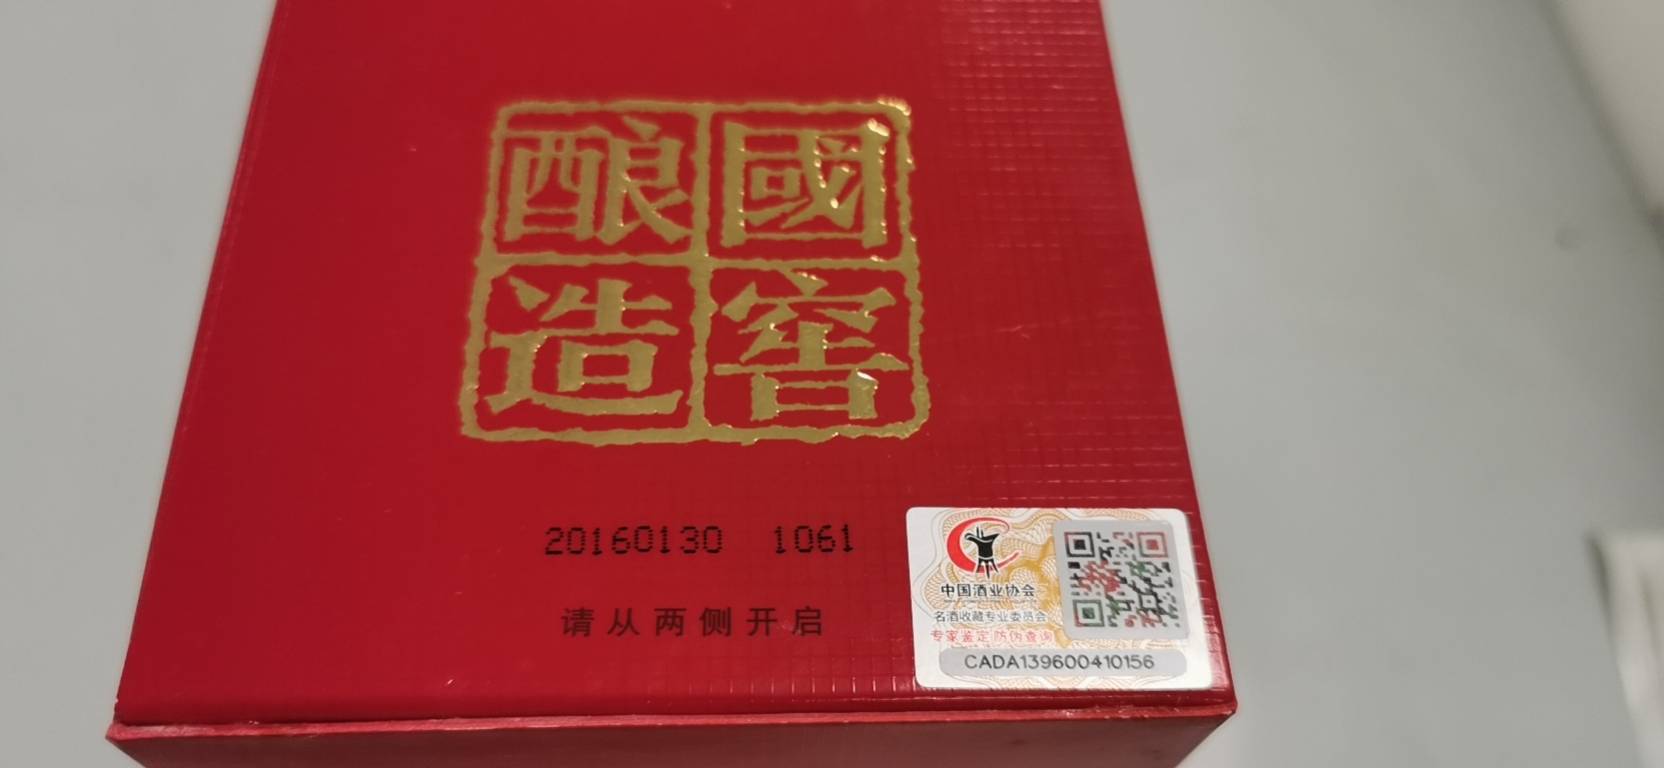 國窖
酿造
20160130 1061
请从两侧开启
中国酒业协会
名酒收藏专业委员会
专家鉴定 防伪查询
CADA139600410156